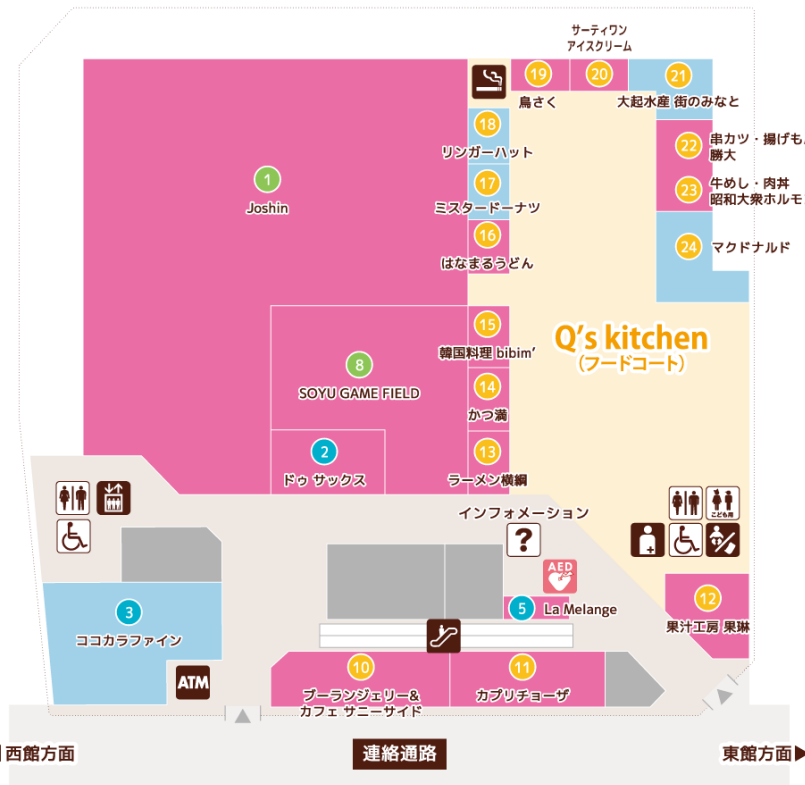 サーティワン
アイスクリーム
19
20
21
鳥さく
大起水産 街のみなと
18
リンガーハット
22
串カツ・揚げも
勝大
1
Joshin
17
ミスタードーナツ
23
牛めし・肉丼
昭和大衆ホルモ
16
はなまるうどん
24
マクドナルド
15
韓国料理 bibim′
Q's kitchen
(フードコート)
8
SOYU GAME FIELD
14
かつ満
2
ドゥ サックス
13
ラーメン横綱
インフォメーション
?
こども用
AED
3
ココカラファイン
5
La Melange
12
果汁工房 果琳
ATM
10
ブーランジェリー&
カフェ サニーサイド
11
カプリチョーザ
西館方面
連絡通路
東館方面